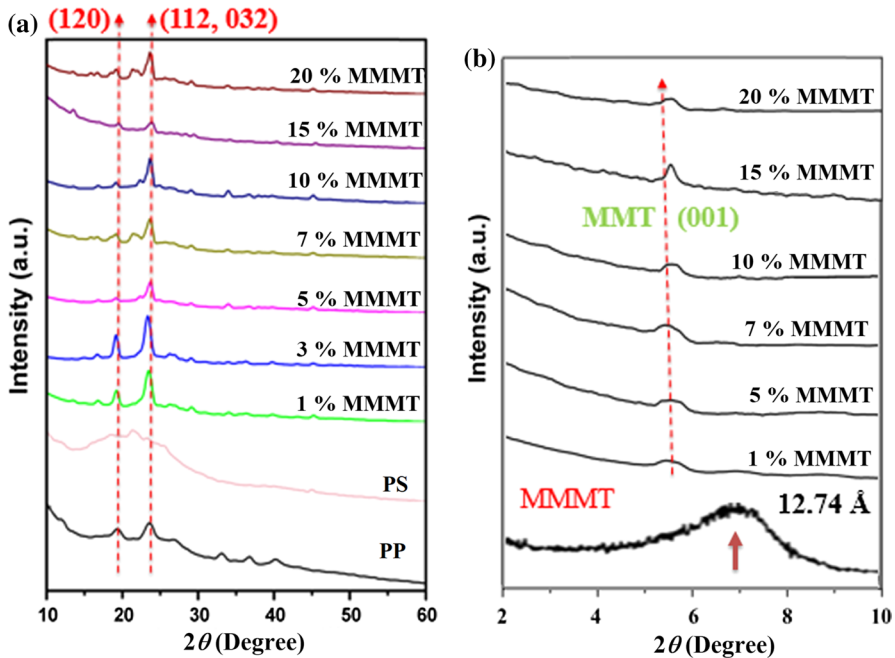 (a)
(120)
(112, 032)
20 % MMMT
15 % MMMT
10 % MMMT
7 % MMMT
5 % MMMT
3 % MMMT
1 % MMMT
PS
PP
Intensity (a.u.)
10 20 30 40 50 60
2θ (Degree)
(b)
20 % MMMT
15 % MMMT
MMT (001)
10 % MMMT
7 % MMMT
5 % MMMT
1 % MMMT
MMMT
12.74 Å
Intensity (a.u.)
2 4 6 8 10
2θ (Degree)